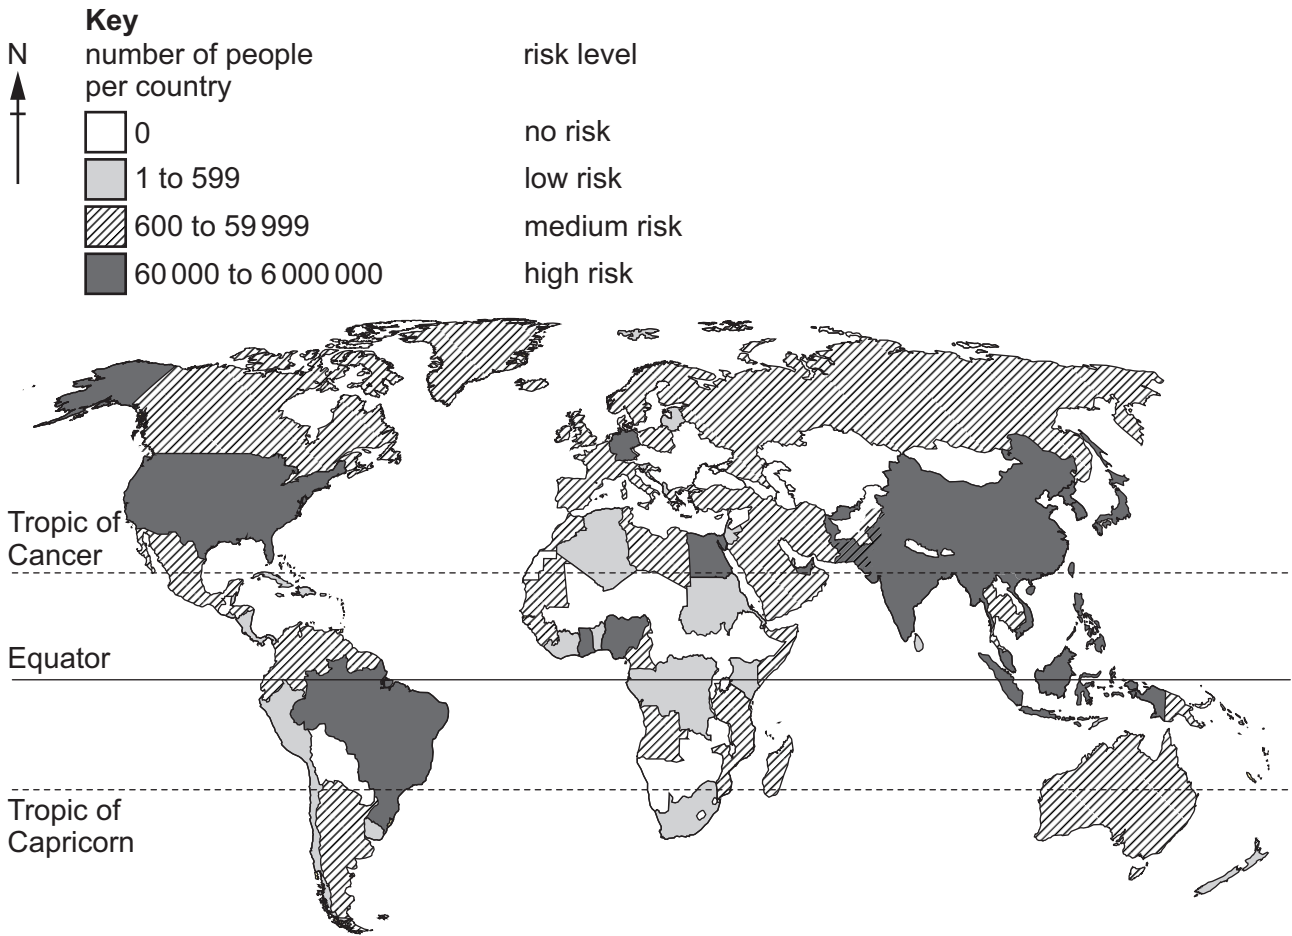 Key
N
number of people
per country
risk level
0
no risk
1 to 599
low risk
600 to 59 999
medium risk
60 000 to 6 000 000
high risk
Tropic of
Cancer
Equator
Tropic of
Capricorn